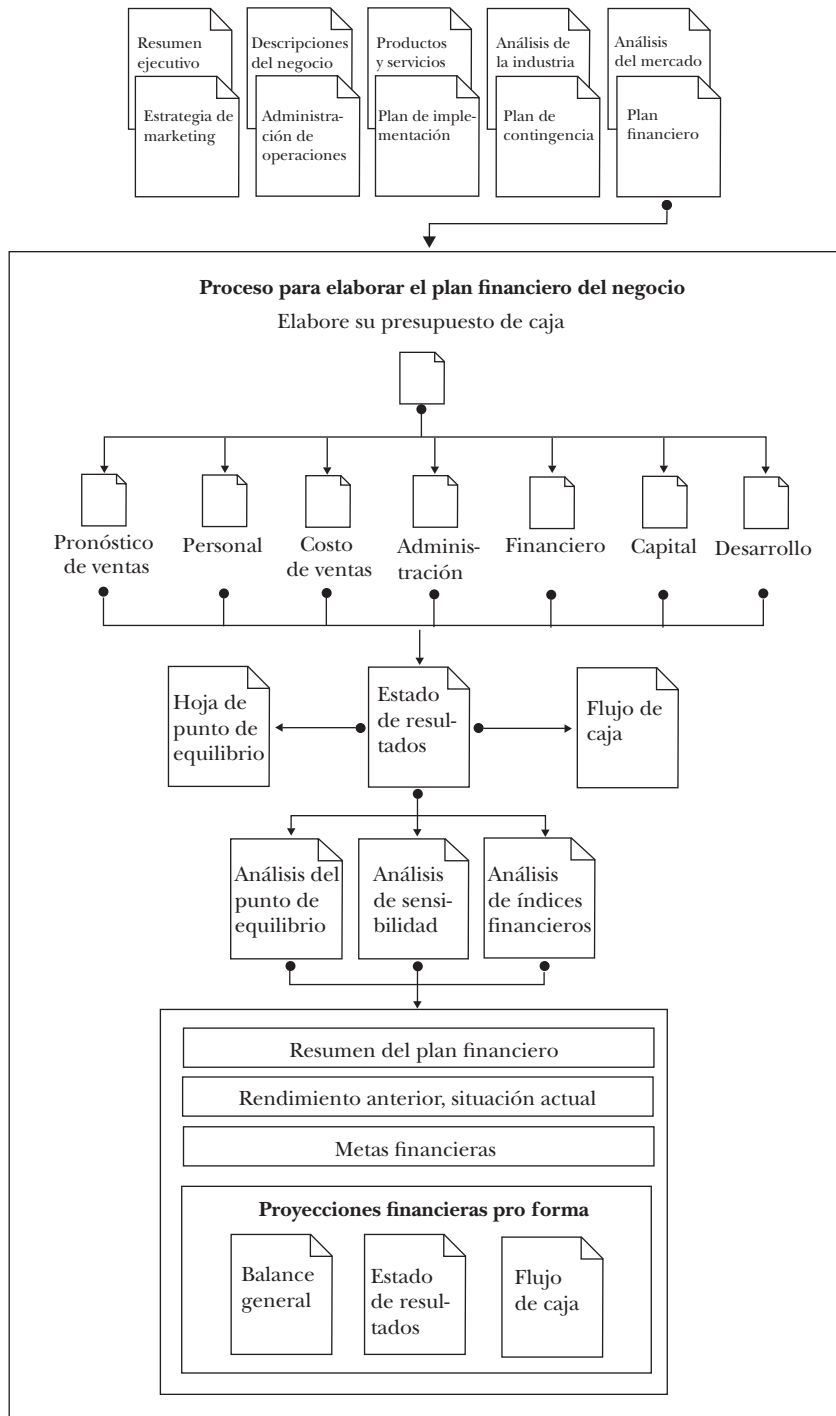 Resumen
ejecutivo
Descripciones
del negocio
Productos
y servicios
Análisis de
la industria
Análisis
del mercado
Estrategia de
marketing
Administra-
ción de
operaciones
Plan de imple-
mentación
Plan de
contingencia
Plan
financiero
Proceso para elaborar el plan financiero del negocio
Elabore su presupuesto de caja
Pronóstico
de ventas
Personal
Costo
de ventas
Adminis-
tración
Financiero
Capital
Desarrollo
Hoja de
punto de
equilibrio
Estado
de resul-
tados
Flujo de
caja
Análisis del
punto de
equilibrio
Análisis
de sensi-
bilidad
Análisis
de índices
financieros
Resumen del plan financiero
Rendimiento anterior, situación actual
Metas financieras
Proyecciones financieras pro forma
Balance
general
Estado
de resul-
tados
Flujo
de caja